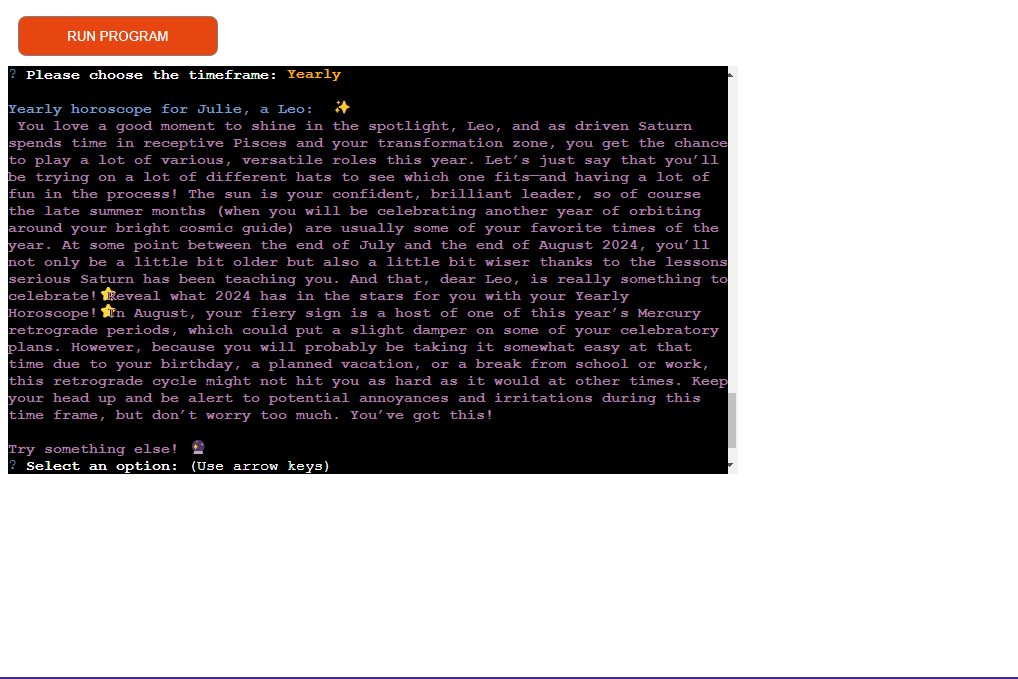 RUN PROGRAM
? Please choose the timeframe: Yearly
Yearly horoscope for Julie, a Leo: ✨
You love a good moment to shine in the spotlight, Leo, and as driven Saturn
spends time in receptive Pisces and your transformation zone, you get the chance
to play a lot of various, versatile roles this year. Let’s just say that you’ll
be trying on a lot of different hats to see which one fits—and having a lot of
fun in the process! The sun is your confident, brilliant leader, so of course
the late summer months (when you will be celebrating another year of orbiting
around your bright cosmic guide) are usually some of your favorite times of the
year. At some point between the end of July and the end of August 2024, you’ll
not only be a little bit older but also a little bit wiser thanks to the lessons
serious Saturn has been teaching you. And that, dear Leo, is really something to
celebrate!⭐Reveal what 2024 has in the stars for you with your Yearly
Horoscope!⭐In August, your fiery sign is a host of one of this year’s Mercury
retrograde periods, which could put a slight damper on some of your celebratory
plans. However, because you will probably be taking it somewhat easy at that
time due to your birthday, a planned vacation, or a break from school or work,
this retrograde cycle might not hit you as hard as it would at other times. Keep
your head up and be alert to potential annoyances and irritations during this
time frame, but don’t worry too much. You’ve got this!
Try something else! 🔮
? Select an option: (Use arrow keys)